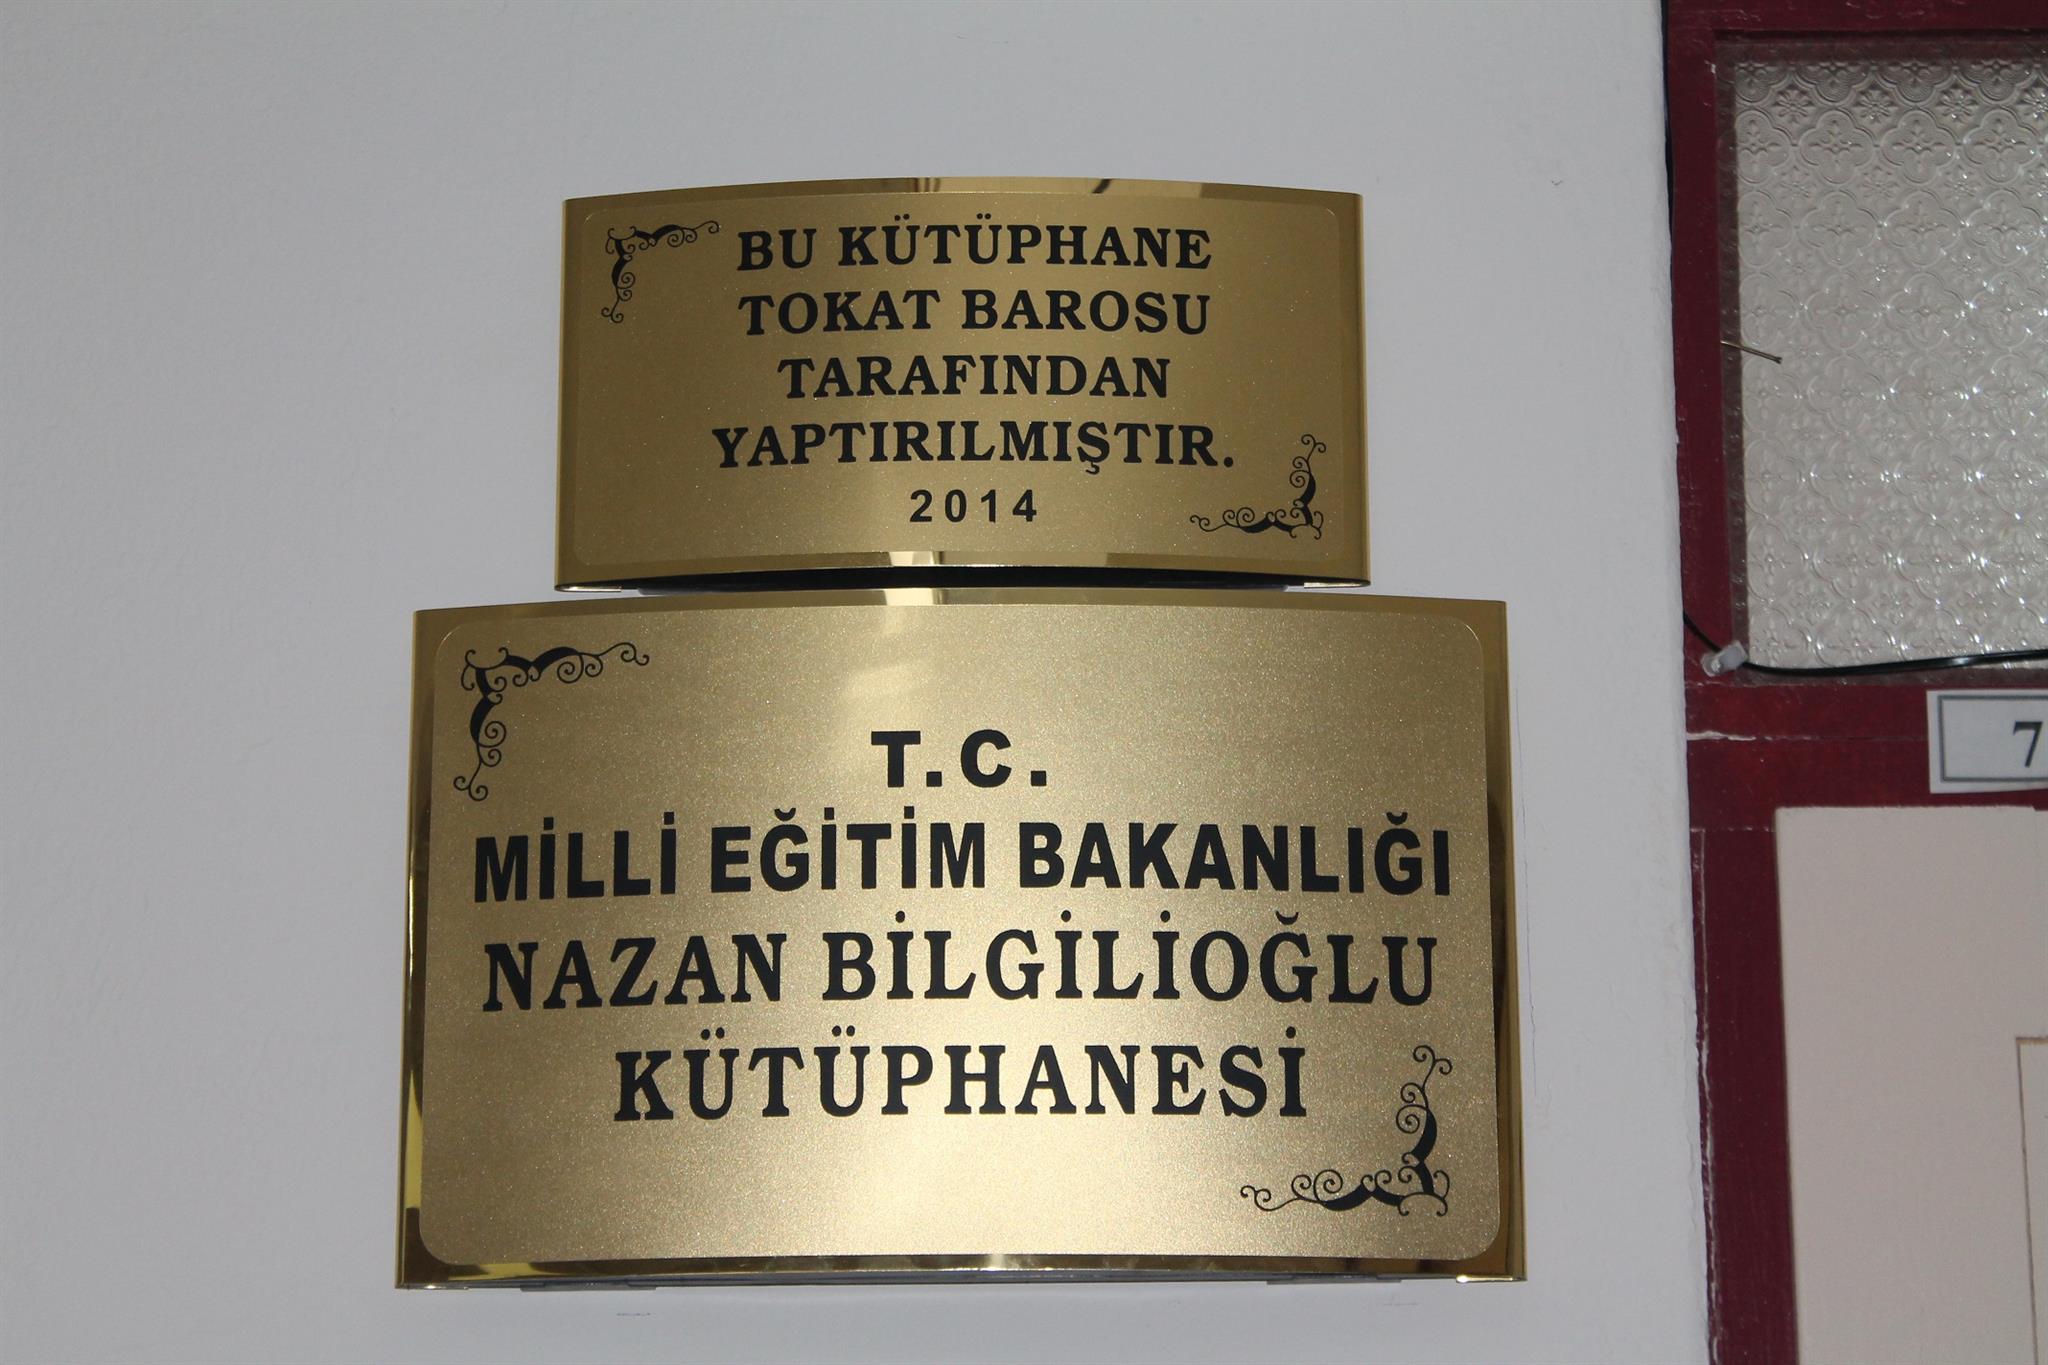 BU KÜTÜPHANE
TOKAT BAROSU
TARAFINDAN
YAPTIRILMIŞTIR.
2014
T.C.
MİLLİ EĞİTİM BAKANLIĞI
NAZAN BİLGİLİOĞLU
KÜTÜPHANESİ
7